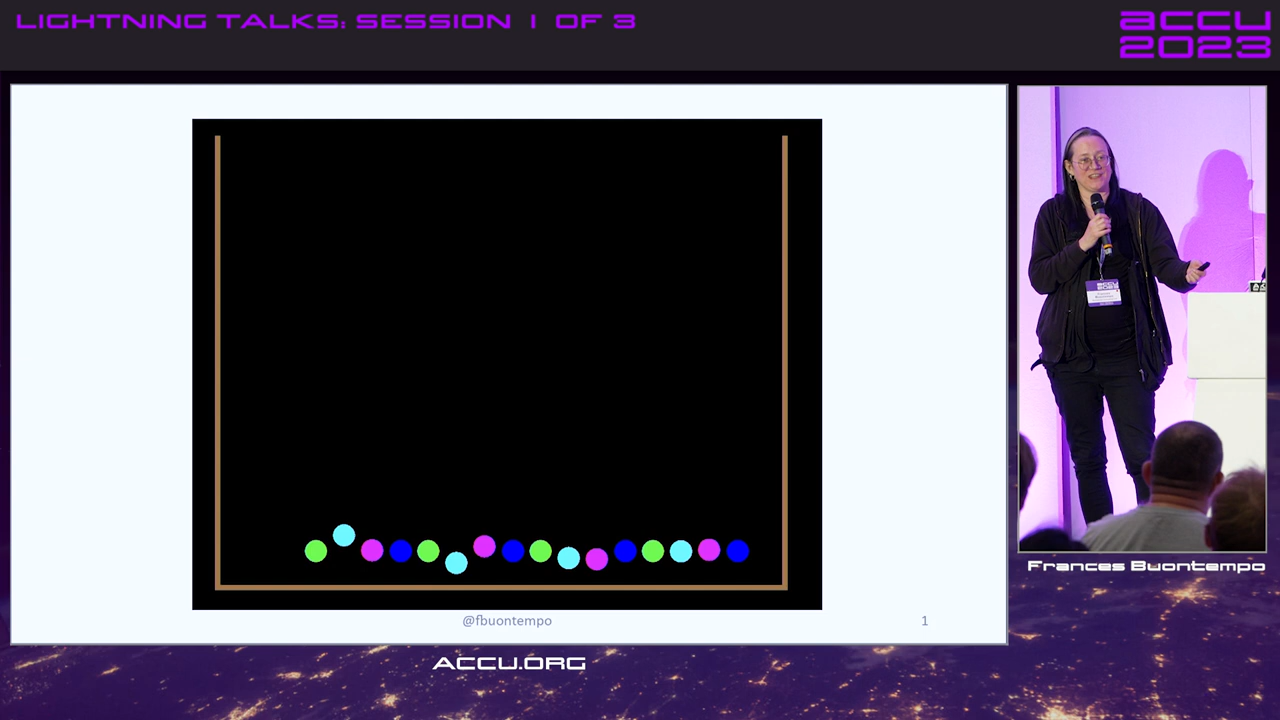 LIGHTNING TALKS: SESSION 1 OF 3
ACCU
2023
@fbuontempo
1
Frances Buontempo
ACCU.ORG